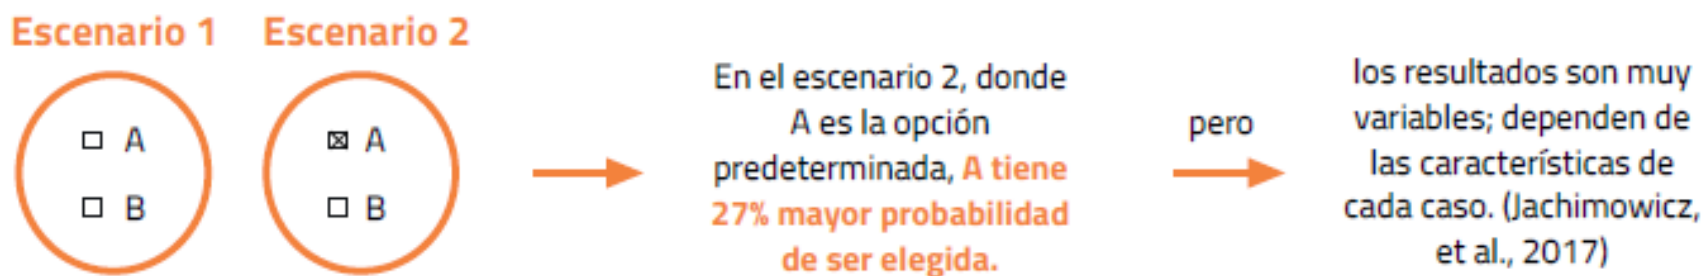 Escenario 1
A
B
Escenario 2
A
B
En el escenario 2, donde
A es la opción
predeterminada, A tiene
27% mayor probabilidad
de ser elegida.
pero
los resultados son muy
variables; dependen de
las características de
cada caso. (Jachimowicz,
et al., 2017)